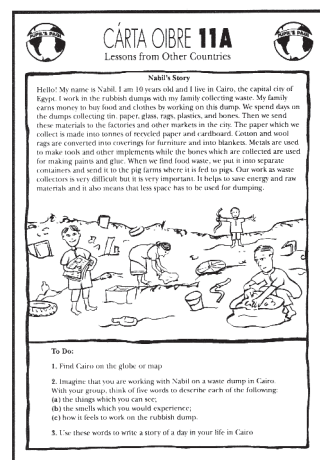 CÁRTA OIBRE 11A
Lessons from Other Countries
Nabil's Story
Hello! My name is Nabil. I am 10 years old and I live in Cairo, the capital city of
Egypt. I work in the rubbish dumps with my family collecting waste. My family
earns money to buy food and clothes by working on this dump. We spend days on
the dumps collecting tin, paper, glass, rags, plastics, and bones. Then we send
these materials to the factories and other markets in the city. The paper which we
collect is made into tonnes of recycled paper and cardboard. Cotton and wool
rags are converted into coverings for furniture and into blankets. Metals are used
to make tools and other implements while the bones which are collected are used
for making paints and glue. When we find food waste, we put it into separate
containers and send it to the pig farms where it is fed to pigs. Our work as waste
collectors is very difficult but it is very important. It helps to save energy and raw
materials and it also means that less space has to be used for dumping.
To Do:
1. Find Cairo on the globe or map
2. Imagine that you are working with Nabil on a waste dump in Cairo.
With your group, think of five words to describe each of the following:
(a) the things which you can see;
(b) the smells which you would experience;
(c) how it feels to work on the rubbish dump.
3. Use these words to write a story of a day in your life in Cairo